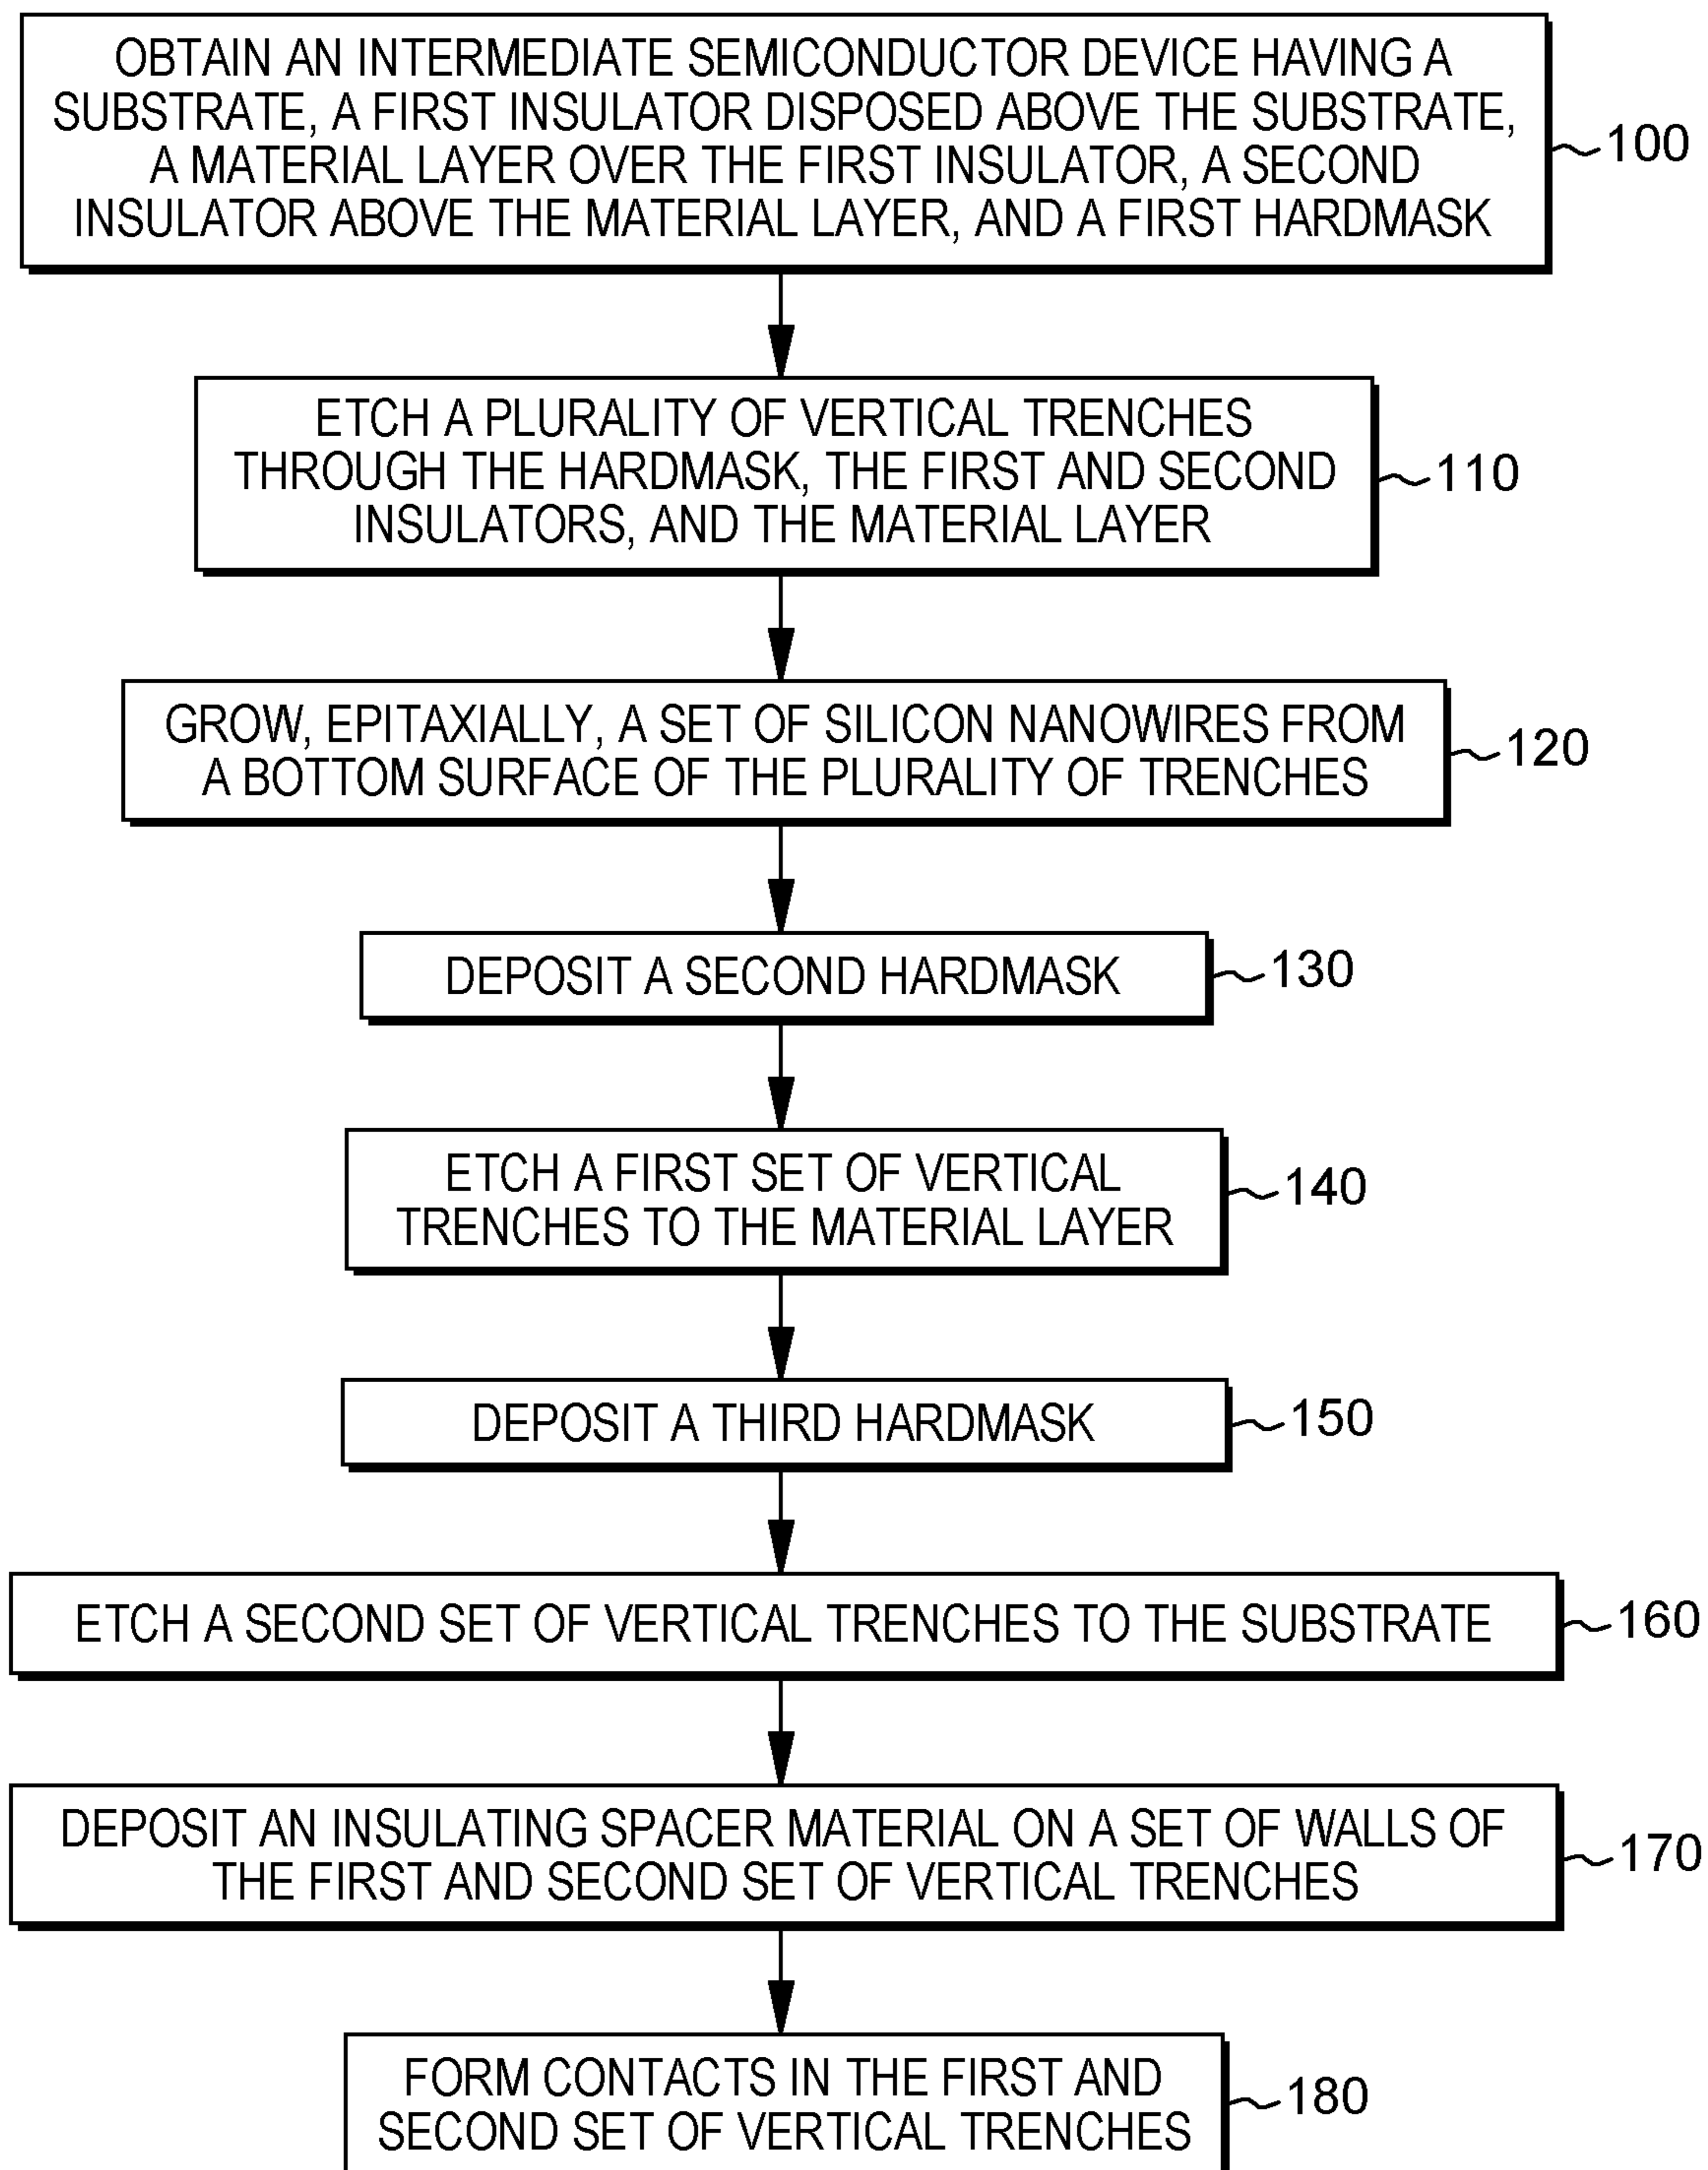 OBTAIN AN INTERMEDIATE SEMICONDUCTOR DEVICE HAVING A
SUBSTRATE, A FIRST INSULATOR DISPOSED ABOVE THE SUBSTRATE,
A MATERIAL LAYER OVER THE FIRST INSULATOR, A SECOND
INSULATOR ABOVE THE MATERIAL LAYER, AND A FIRST HARDMASK
100
ETCH A PLURALITY OF VERTICAL TRENCHES
THROUGH THE HARDMASK, THE FIRST AND SECOND
INSULATORS, AND THE MATERIAL LAYER
110
GROW, EPITAXIALLY, A SET OF SILICON NANOWIRES FROM
A BOTTOM SURFACE OF THE PLURALITY OF TRENCHES
120
DEPOSIT A SECOND HARDMASK
130
ETCH A FIRST SET OF VERTICAL
TRENCHES TO THE MATERIAL LAYER
140
DEPOSIT A THIRD HARDMASK
150
ETCH A SECOND SET OF VERTICAL TRENCHES TO THE SUBSTRATE
160
DEPOSIT AN INSULATING SPACER MATERIAL ON A SET OF WALLS OF
THE FIRST AND SECOND SET OF VERTICAL TRENCHES
170
FORM CONTACTS IN THE FIRST AND
SECOND SET OF VERTICAL TRENCHES
180